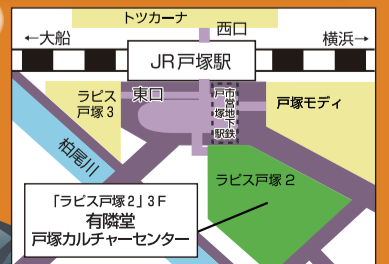 トツカーナ
西口
←大船
横浜→
JR戸塚駅
ラピス
戸塚3
東口
市営地下鉄
戸塚駅
戸塚モディ
柏尾川
ラピス戸塚2
「ラピス戸塚2」3F
有隣堂
戸塚カルチャーセンター